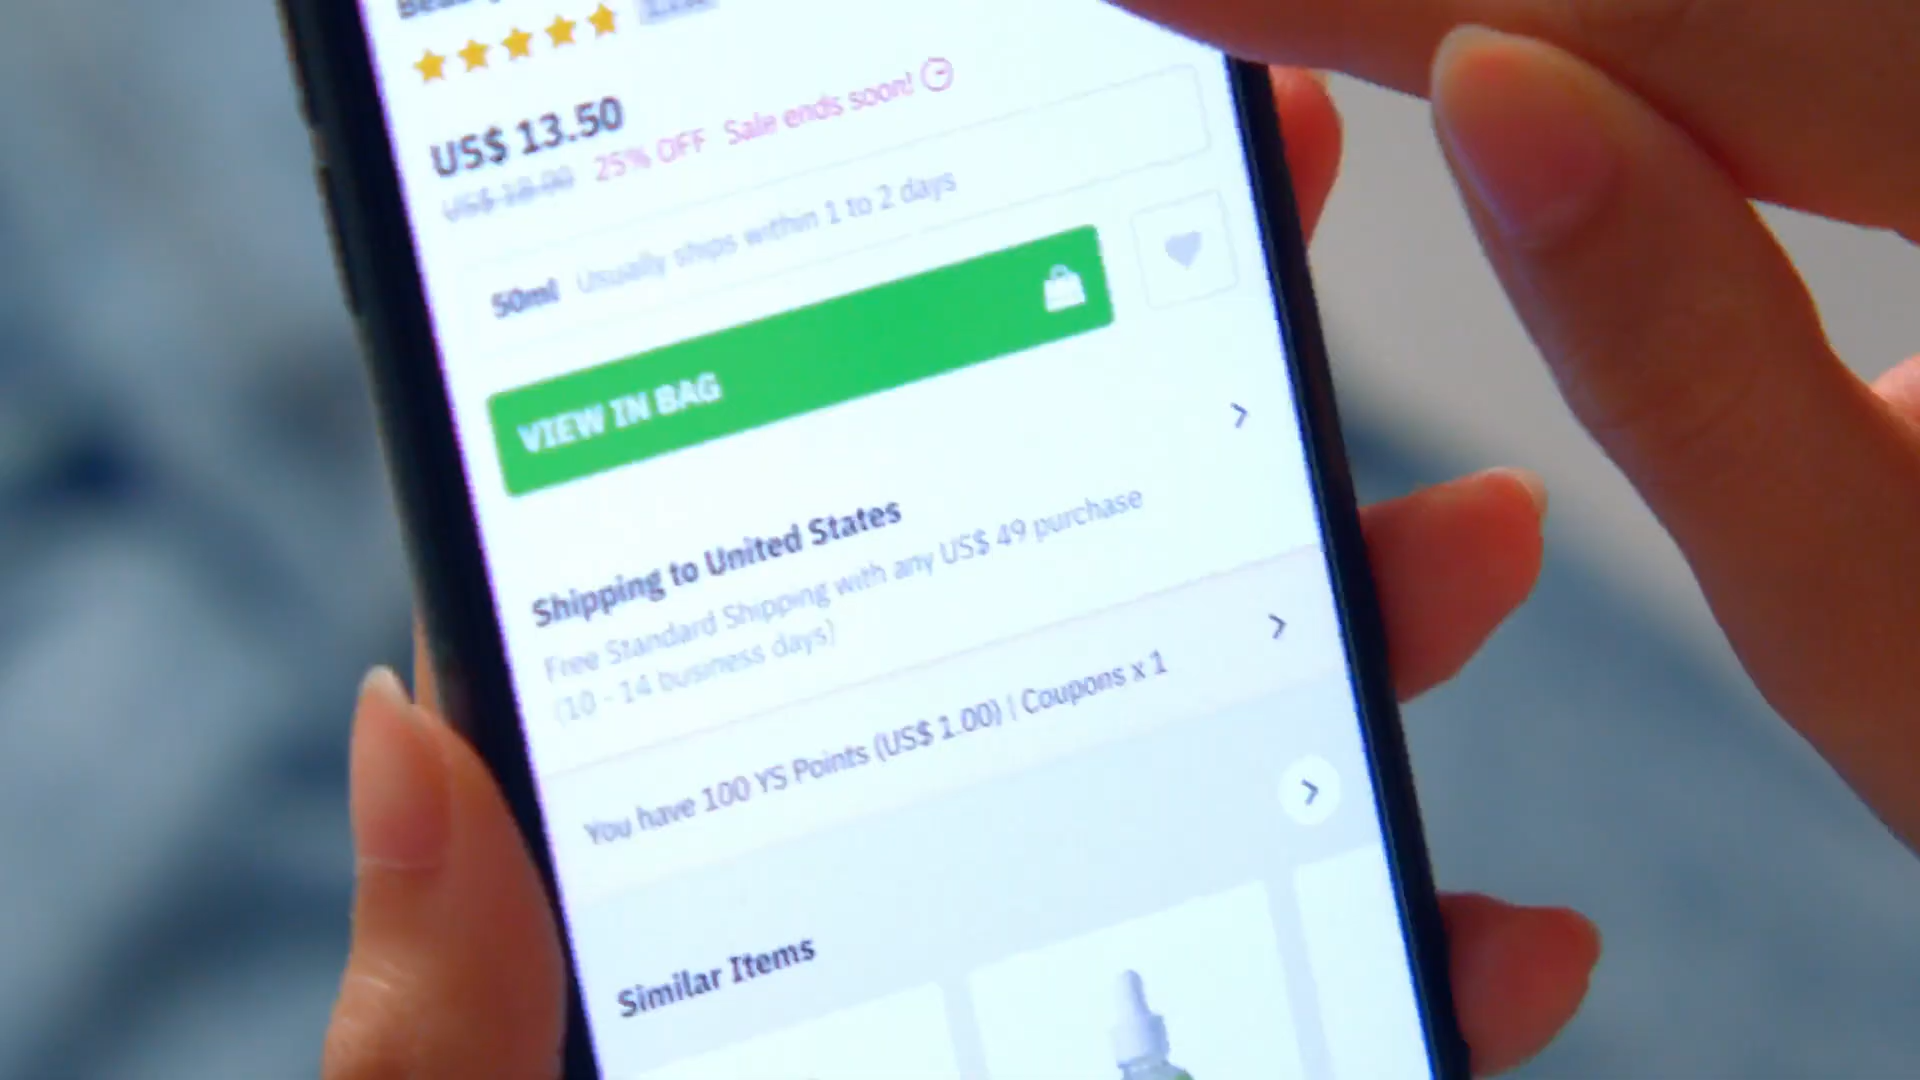 US$ 13.50
US$ 18.00 25% OFF Sale ends soon!
50ml Usually ships within 1 to 2 days
VIEW IN BAG
Shipping to United States
Free Standard Shipping with any US$ 49 purchase
(10 - 14 business days)
You have 100 YS Points (US$ 1.00) | Coupons x 1
Similar Items